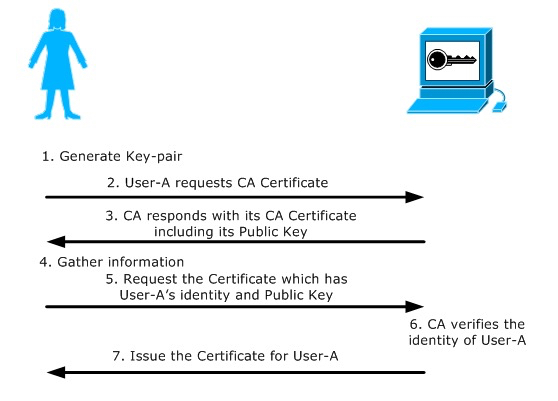 1. Generate Key-pair
2. User-A requests CA Certificate
3. CA responds with its CA Certificate
including its Public Key
4. Gather information
5. Request the Certificate which has
User-A's identity and Public Key
6. CA verifies the
identity of User-A
7. Issue the Certificate for User-A